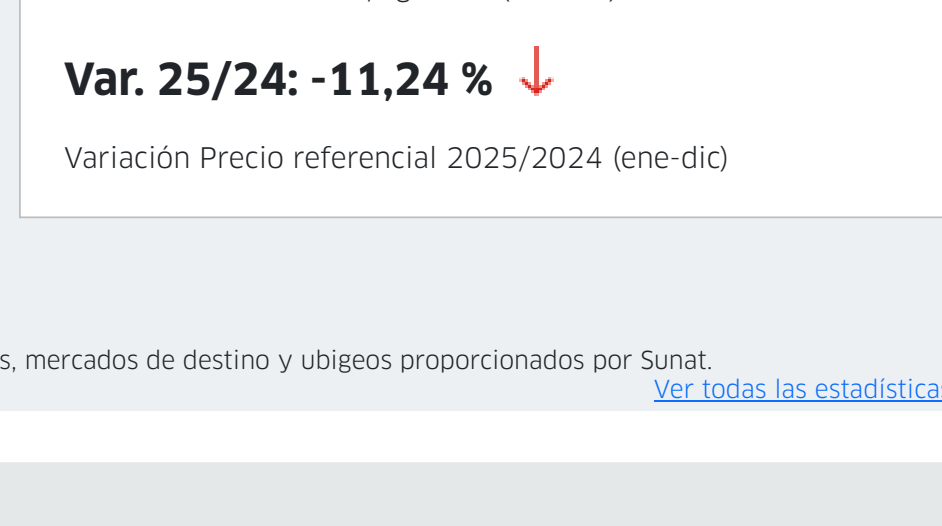 Var. 25/24: -11,24 %
Variación Precio referencial 2025/2024 (ene-dic)
s, mercados de destino y ubigeos proporcionados por Sunat.
Ver todas las estadísticas